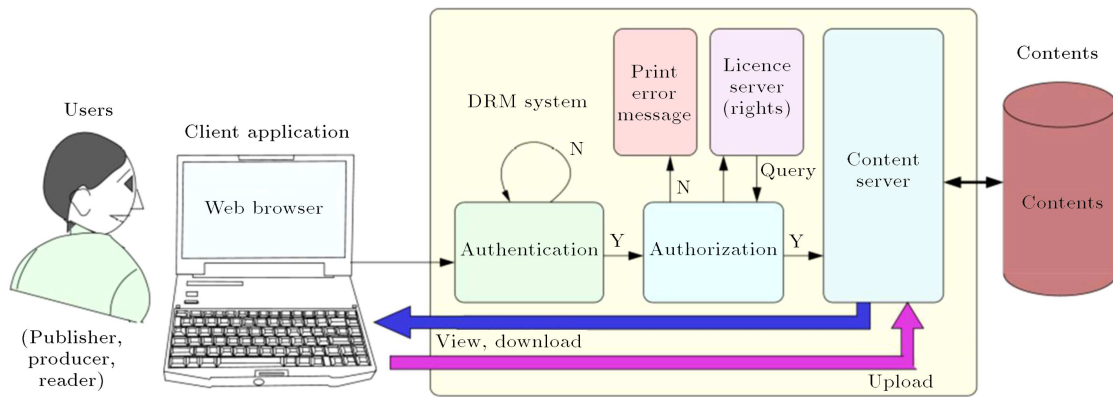 Users
(Publisher,
producer,
reader)
Client application
Web browser
DRM system
N
Authentication
Y
Print
error
message
N
Licence
server
(rights)
Query
Authorization
Y
Content
server
View, download
Upload
Contents
Contents